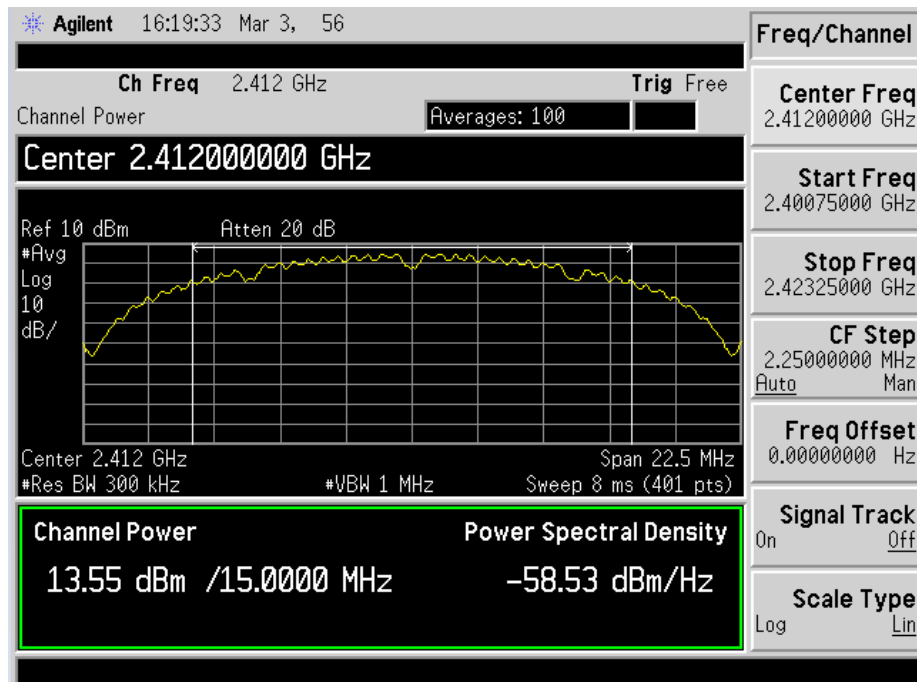 Agilent 16:19:33 Mar 3, 56
Ch Freq 2.412 GHz Trig Free
Channel Power Averages: 100
Center 2.412000000 GHz
Ref 10 dBm Atten 20 dB
#Avg
Log
10
dB/
Center 2.412 GHz Span 22.5 MHz
#Res BW 300 kHz #VBW 1 MHz Sweep 8 ms (401 pts)
Channel Power Power Spectral Density
13.55 dBm /15.0000 MHz -58.53 dBm/Hz
Freq/Channel
Center Freq
2.41200000 GHz
Start Freq
2.40075000 GHz
Stop Freq
2.42325000 GHz
CF Step
2.25000000 MHz
Auto Man
Freq Offset
0.00000000 Hz
Signal Track
On Off
Scale Type
Log Lin